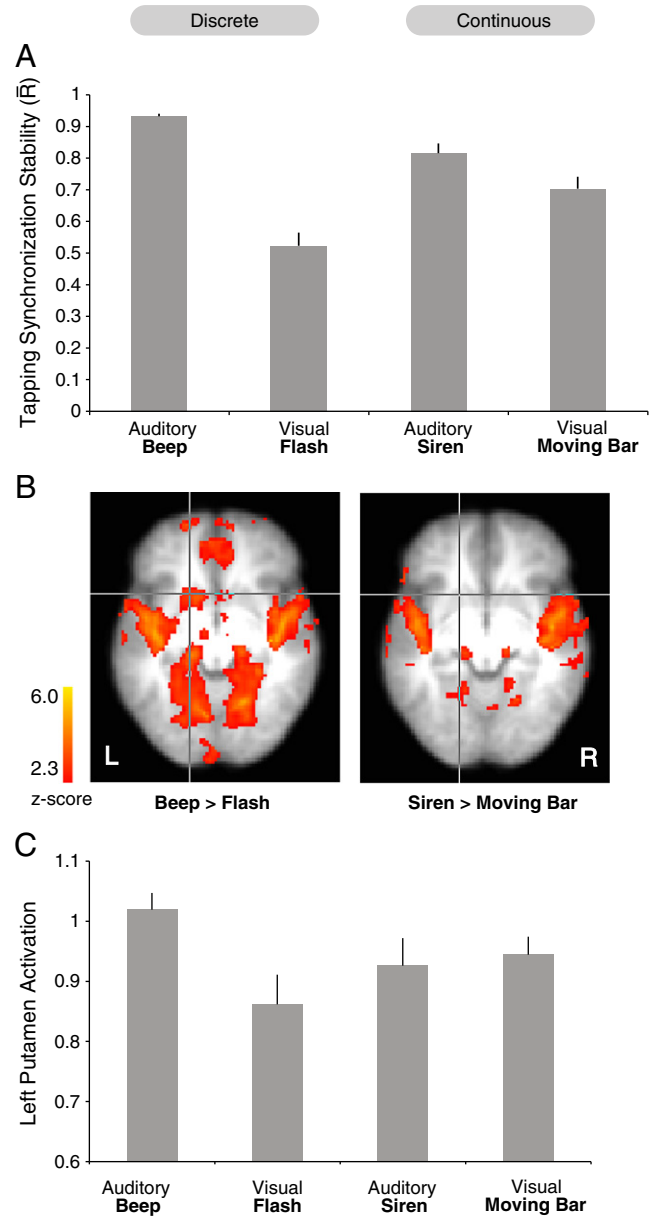 Discrete Continuous
A
Tapping Synchronization Stability (R̄)
1
0.9
0.8
0.7
0.6
0.5
0.4
0.3
0.2
0.1
0
Auditory Visual Auditory Visual
Beep Flash Siren Moving Bar
B
6.0
2.3
z-score
L
R
Beep > Flash Siren > Moving Bar
C
Left Putamen Activation
1.1
1
0.9
0.8
0.7
0.6
Auditory Visual Auditory Visual
Beep Flash Siren Moving Bar